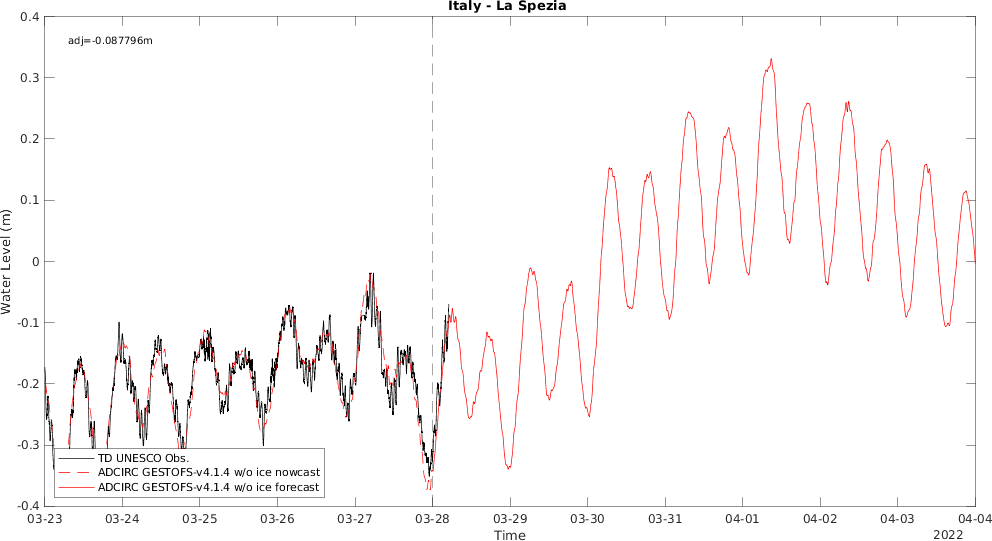 Italy - La Spezia
adj=-0.087796m
0.4
0.3
0.2
0.1
0
-0.1
-0.2
-0.3
-0.4
Water Level (m)
TD UNESCO Obs.
ADCIRC GESTOFS-v4.1.4 w/o ice nowcast
ADCIRC GESTOFS-v4.1.4 w/o ice forecast
03-23 03-24 03-25 03-26 03-27 03-28 03-29 03-30 03-31 04-01 04-02 04-03 04-04
Time
2022